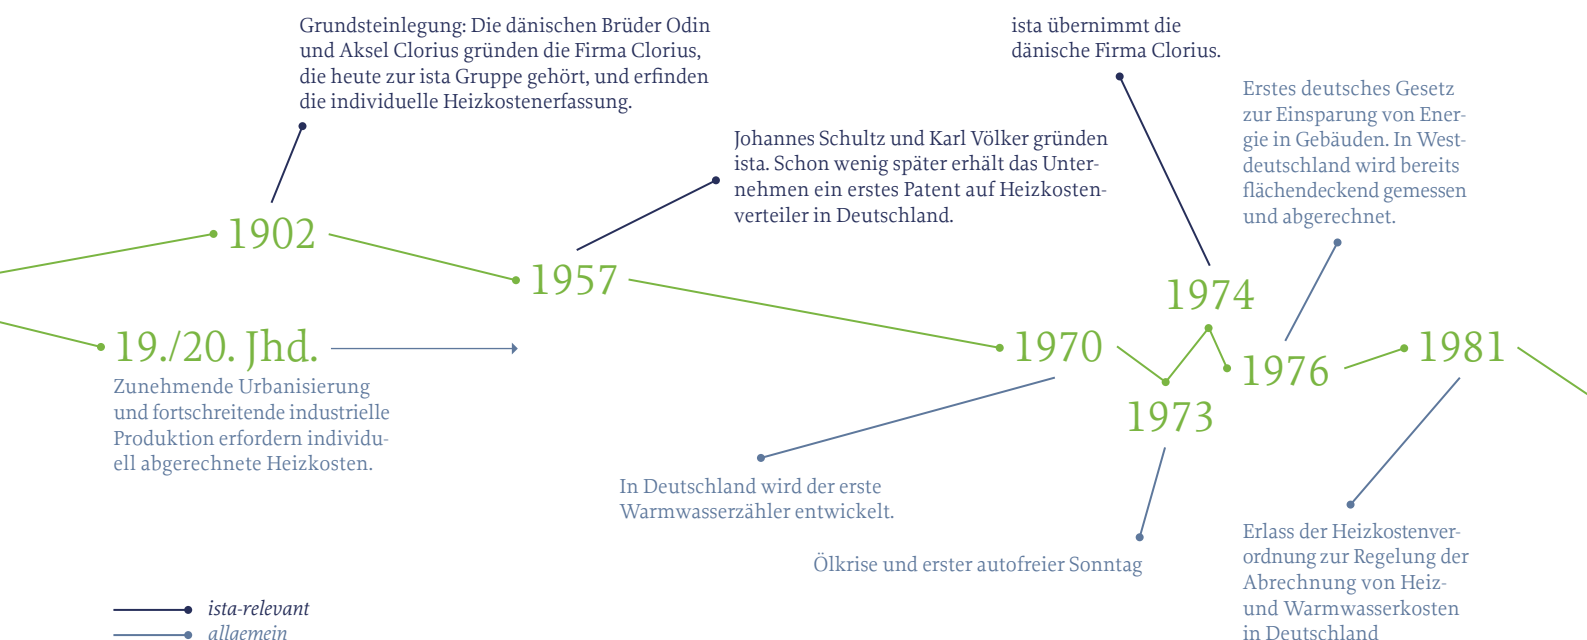 Grundsteinlegung: Die dänischen Brüder Odin
und Aksel Clorius gründen die Firma Clorius,
die heute zur ista Gruppe gehört, und erfinden
die individuelle Heizkostenerfassung.
1902
Johannes Schultz und Karl Völker gründen
ista. Schon wenig später erhält das Unter-
nehmen ein erstes Patent auf Heizkosten-
verteiler in Deutschland.
1957
ista übernimmt die
dänische Firma Clorius.
1974
Erstes deutsches Gesetz
zur Einsparung von Ener-
gie in Gebäuden. In West-
deutschland wird bereits
flächendeckend gemessen
und abgerechnet.
1976
19./20. Jhd.
Zunehmende Urbanisierung
und fortschreitende industrielle
Produktion erfordern individu-
ell abgerechnete Heizkosten.
1970
In Deutschland wird der erste
Warmwasserzähler entwickelt.
1973
Ölkrise und erster autofreier Sonntag
1981
Erlass der Heizkostenver-
ordnung zur Regelung der
Abrechnung von Heiz-
und Warmwasserkosten
in Deutschland
ista-relevant
allgemein